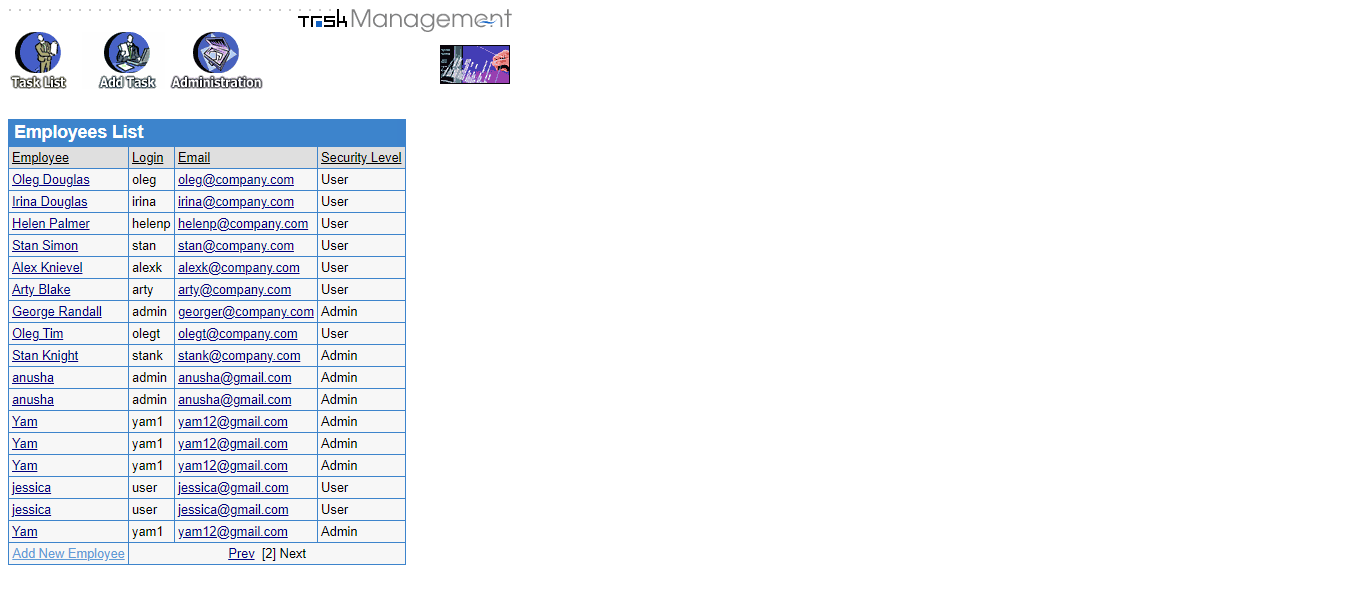 Task Management
Task List Add Task Administration
Employees List
Employee Login Email Security Level
Oleg Douglas oleg oleg@company.com User
Irina Douglas irina irina@company.com User
Helen Palmer helenp helenp@company.com User
Stan Simon stan stan@company.com User
Alex Knievel alexk alexk@company.com User
Arty Blake arty arty@company.com User
George Randall admin georger@company.com Admin
Oleg Tim olegt olegt@company.com User
Stan Knight stank stank@company.com Admin
anusha admin anusha@gmail.com Admin
anusha admin anusha@gmail.com Admin
Yam yam1 yam12@gmail.com Admin
Yam yam1 yam12@gmail.com Admin
Yam yam1 yam12@gmail.com Admin
jessica user jessica@gmail.com User
jessica user jessica@gmail.com User
Yam yam1 yam12@gmail.com Admin
Add New Employee Prev [2] Next